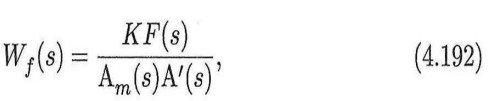 W_f(s) = \frac{KF(s)}{A_m(s)A'(s)}, (4.192)